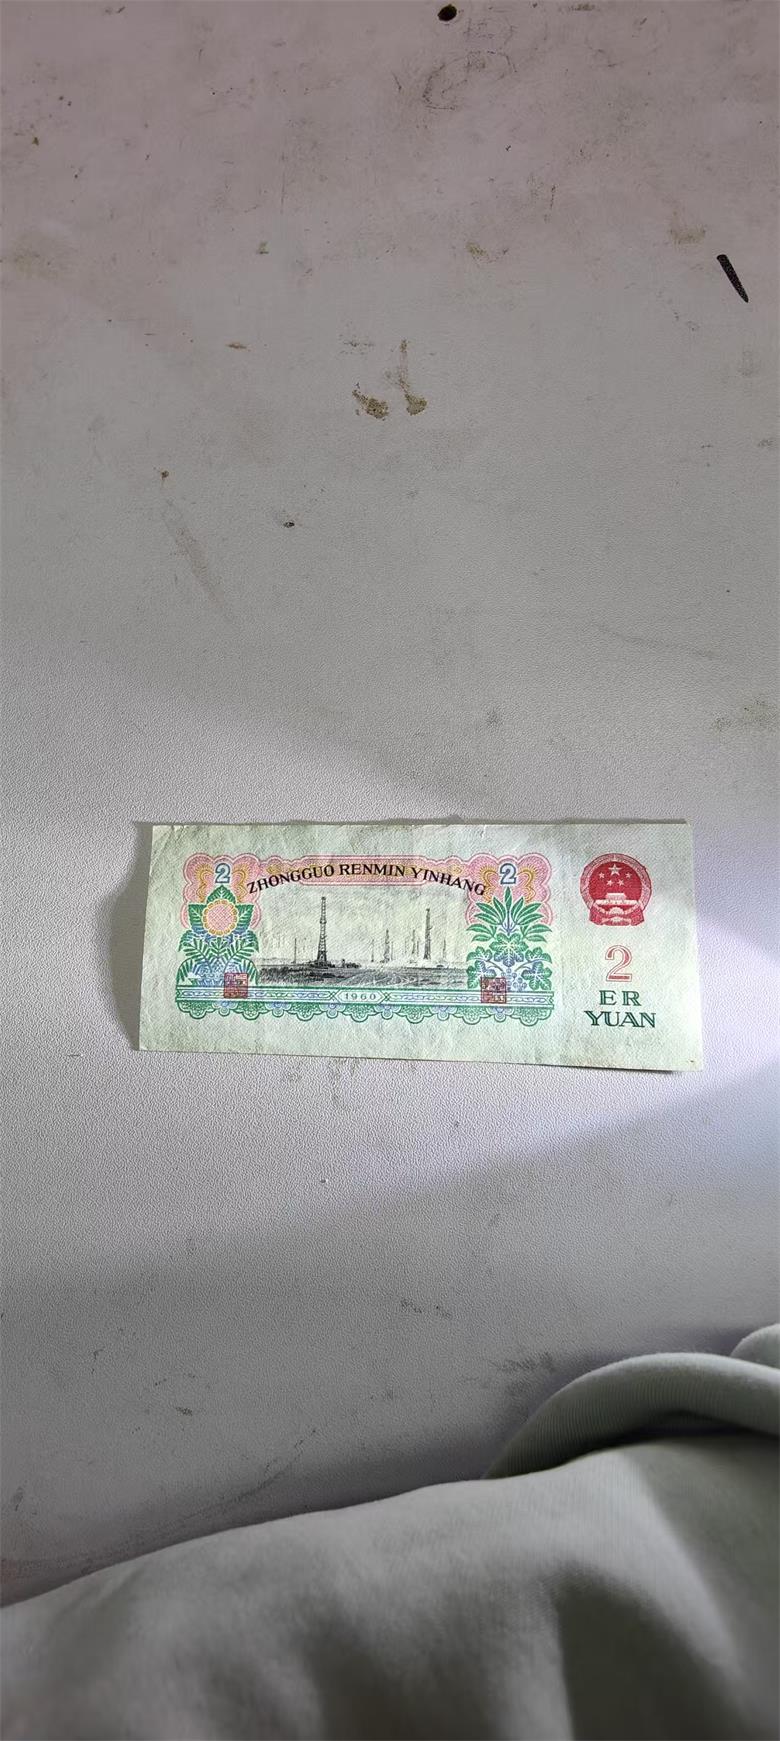 2 ZHONGGUO RENMIN YINHANG 2
1960
2
ER
YUAN